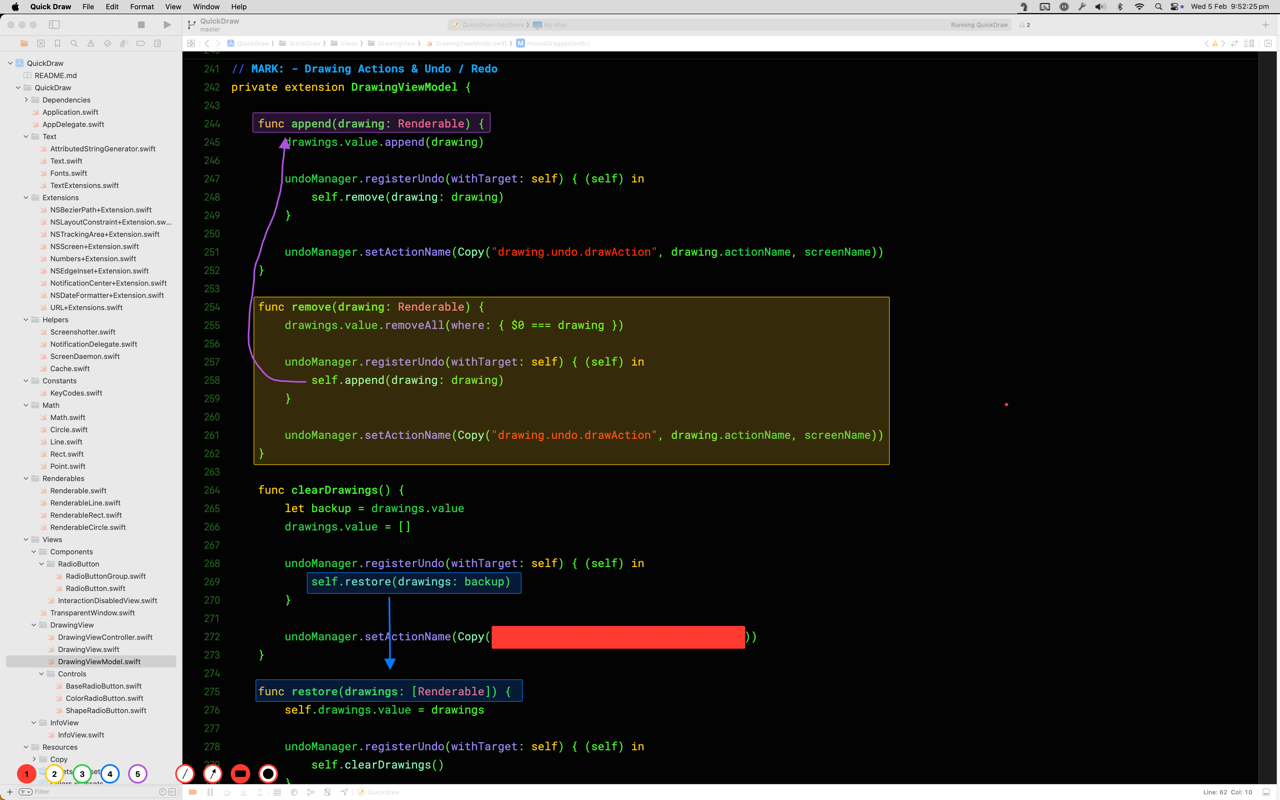 Quick Draw File Edit Format View Window Help
Wed 5 Feb 9:52:25 pm
QuickDraw
master
My Mac
Running QuickDraw
2
QuickDraw
README.md
QuickDraw
Dependencies
Application.swift
AppDelegate.swift
Text
AttributedStringGenerator.swift
Text.swift
Fonts.swift
TextExtensions.swift
Extensions
NSBezierPath+Extension.swift
NSLayoutConstraint+Extension.sw...
NSTrackingArea+Extension.swift
NSScreen+Extension.swift
Numbers+Extension.swift
NSEdgeInset+Extension.swift
NotificationCenter+Extension.swift
NSDateFormatter+Extension.swift
URL+Extensions.swift
Helpers
Screenshotter.swift
NotificationDelegate.swift
ScreenDaemon.swift
Cache.swift
Constants
KeyCodes.swift
Math
Math.swift
Circle.swift
Line.swift
Rect.swift
Point.swift
Renderables
Renderable.swift
RenderableLine.swift
RenderableRect.swift
RenderableCircle.swift
Views
Components
RadioButton
RadioButtonGroup.swift
RadioButton.swift
InteractionDisabledView.swift
TransparentWindow.swift
DrawingView
DrawingViewController.swift
DrawingView.swift
DrawingViewModel.swift
Controls
BaseRadioButton.swift
ColorRadioButton.swift
ShapeRadioButton.swift
InfoView
InfoView.swift
Resources
Copy
1 2 3 4 5
Filter
241 // MARK: - Drawing Actions & Undo / Redo
242 private extension DrawingViewModel {
243
244 func append(drawing: Renderable) {
245 drawings.value.append(drawing)
246
247 undoManager.registerUndo(withTarget: self) { (self) in
248 self.remove(drawing: drawing)
249 }
250
251 undoManager.setActionName(Copy("drawing.undo.drawAction", drawing.actionName, screenName))
252 }
253
254 func remove(drawing: Renderable) {
255 drawings.value.removeAll(where: { $0 === drawing })
256
257 undoManager.registerUndo(withTarget: self) { (self) in
258 self.append(drawing: drawing)
259 }
260
261 undoManager.setActionName(Copy("drawing.undo.drawAction", drawing.actionName, screenName))
262 }
263
264 func clearDrawings() {
265 let backup = drawings.value
266 drawings.value = []
267
268 undoManager.registerUndo(withTarget: self) { (self) in
269 self.restore(drawings: backup)
270 }
271
272 undoManager.setActionName(Copy( ))
273 }
274
275 func restore(drawings: [Renderable]) {
276 self.drawings.value = drawings
277
278 undoManager.registerUndo(withTarget: self) { (self) in
self.clearDrawings()
}
QuickDraw
Line: 62 Col: 10